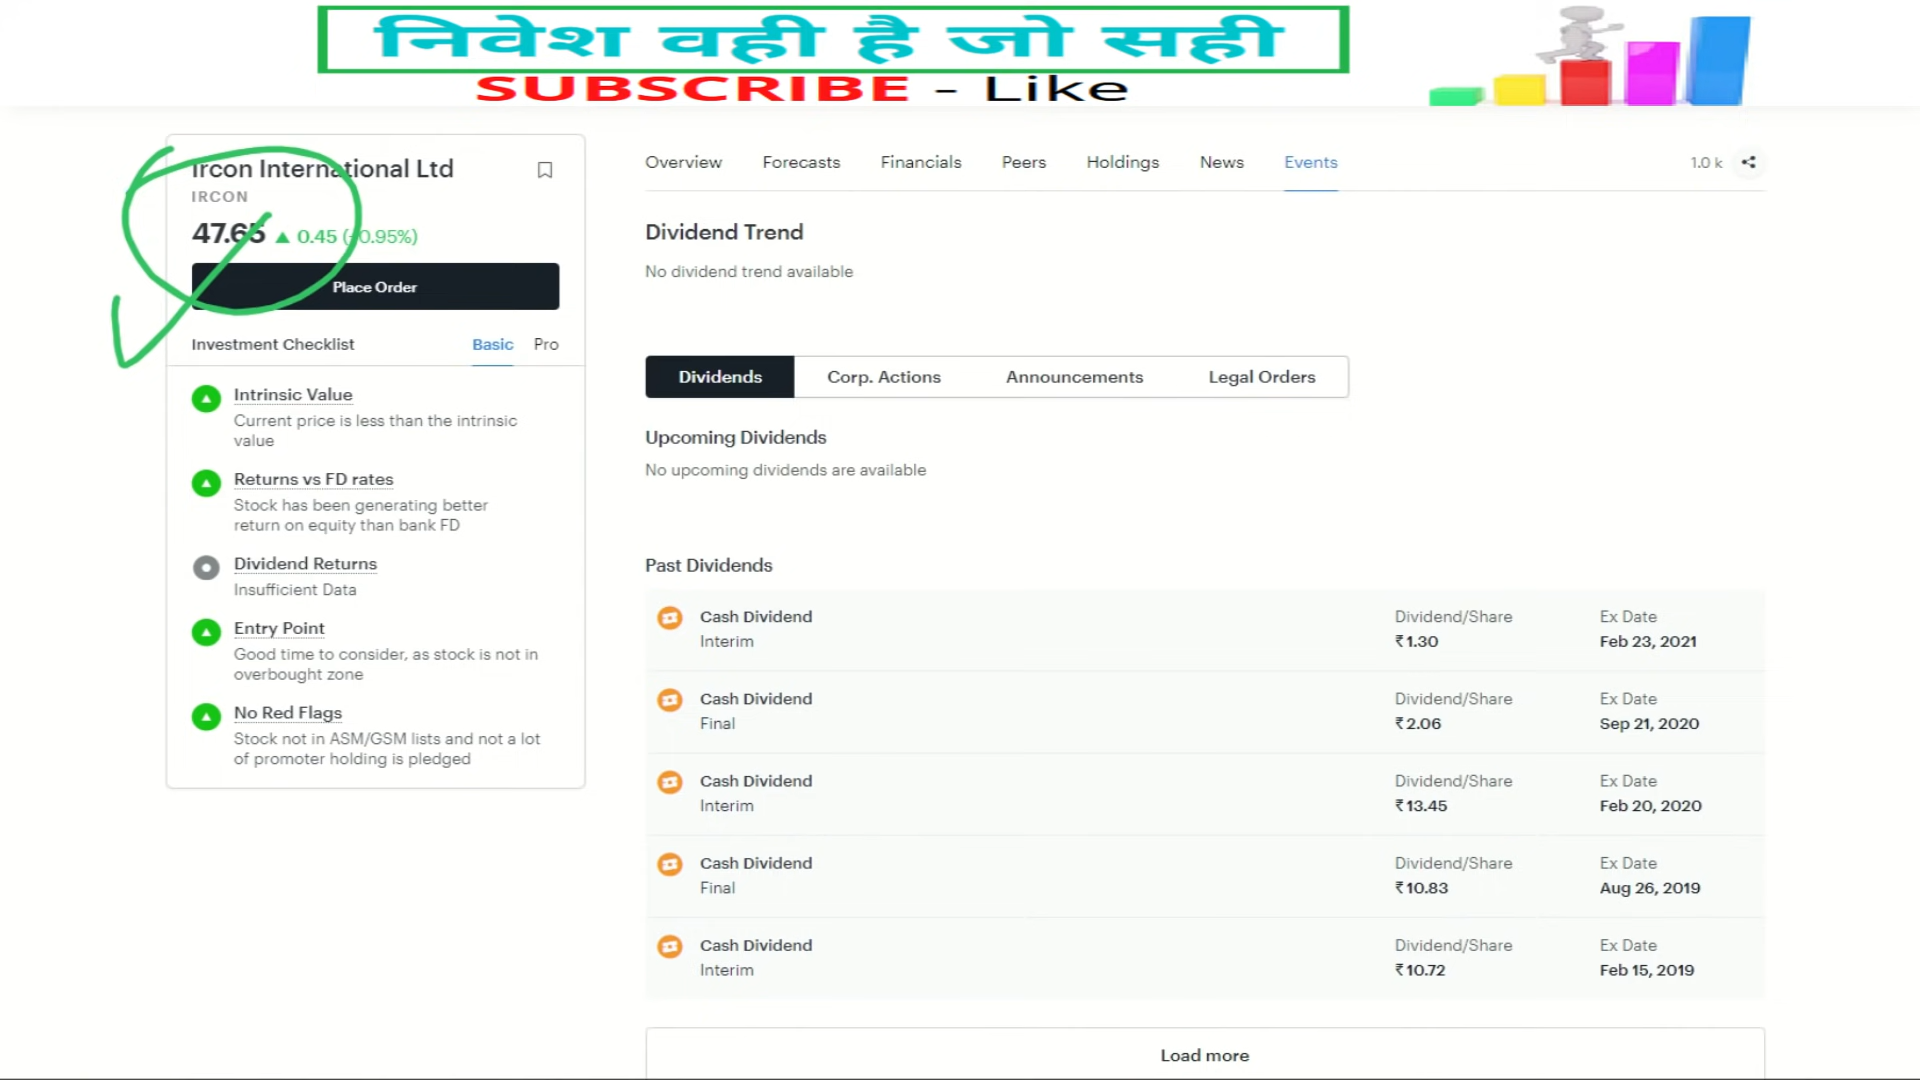 निवेश वही है जो सही
SUBSCRIBE - Like
Ircon International Ltd
IRCON
47.65 ▲ 0.45 (+0.95%)
Place Order
Investment Checklist Basic Pro
Intrinsic Value
Current price is less than the intrinsic
value
Returns vs FD rates
Stock has been generating better
return on equity than bank FD
Dividend Returns
Insufficient Data
Entry Point
Good time to consider, as stock is not in
overbought zone
No Red Flags
Stock not in ASM/GSM lists and not a lot
of promoter holding is pledged
Overview Forecasts Financials Peers Holdings News Events 1.0 k
Dividend Trend
No dividend trend available
Dividends Corp. Actions Announcements Legal Orders
Upcoming Dividends
No upcoming dividends are available
Past Dividends
Cash Dividend Dividend/Share Ex Date
Interim ₹1.30 Feb 23, 2021
Cash Dividend Dividend/Share Ex Date
Final ₹2.06 Sep 21, 2020
Cash Dividend Dividend/Share Ex Date
Interim ₹13.45 Feb 20, 2020
Cash Dividend Dividend/Share Ex Date
Final ₹10.83 Aug 26, 2019
Cash Dividend Dividend/Share Ex Date
Interim ₹10.72 Feb 15, 2019
Load more